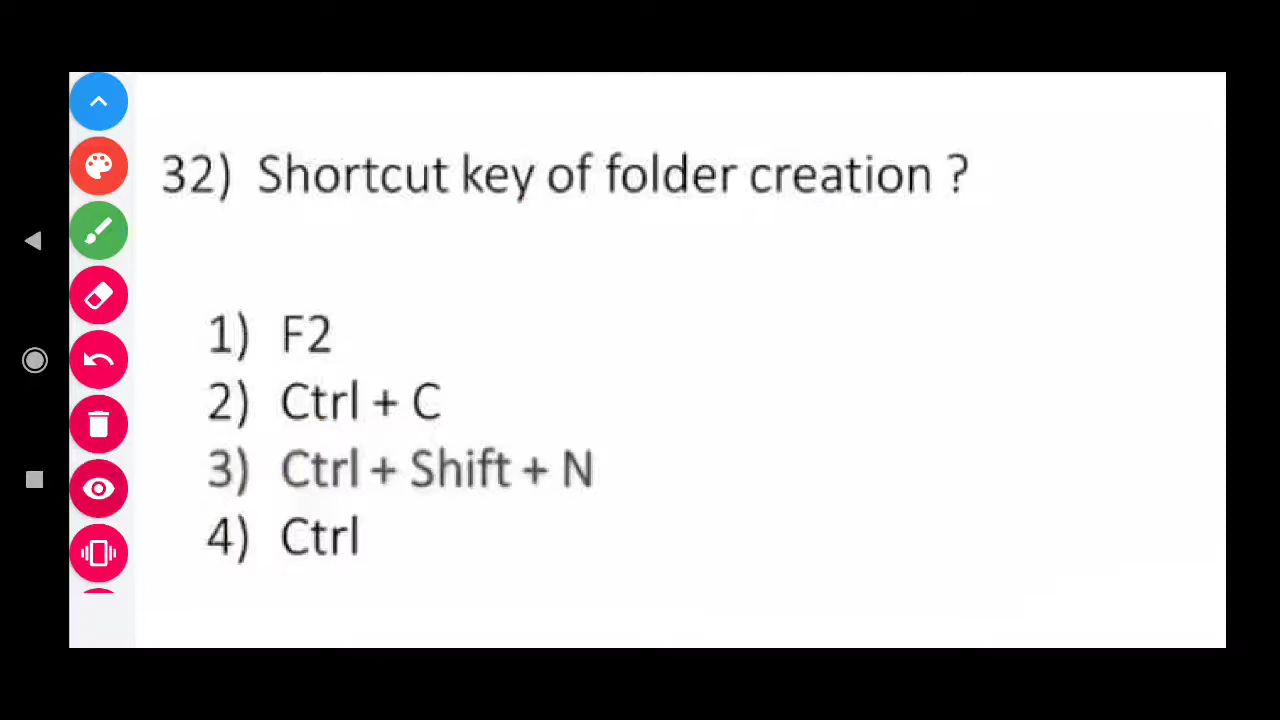 32) Shortcut key of folder creation ?
1) F2
2) Ctrl + C
3) Ctrl + Shift + N
4) Ctrl